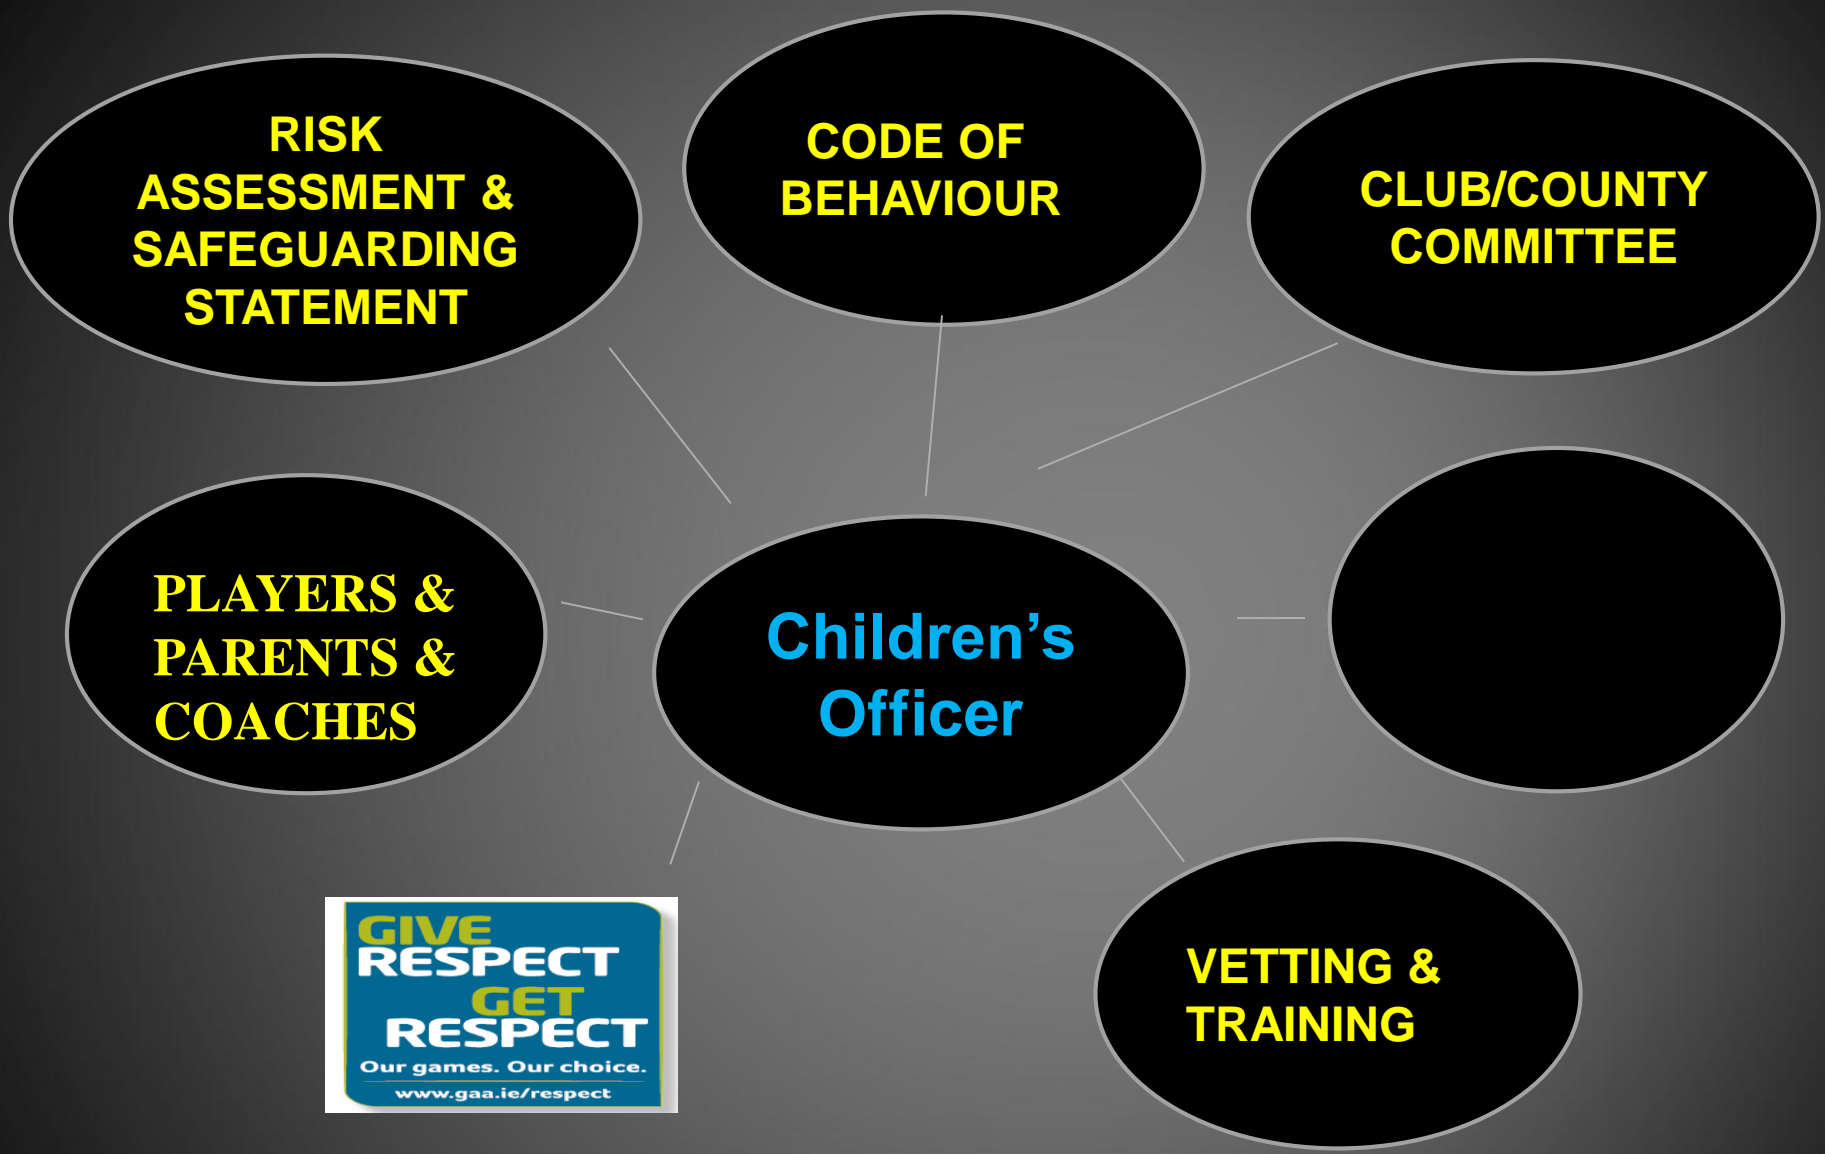 RISK
ASSESSMENT &
SAFEGUARDING
STATEMENT
CODE OF
BEHAVIOUR
CLUB/COUNTY
COMMITTEE
PLAYERS &
PARENTS &
COACHES
Children’s
Officer
GIVE
RESPECT
GET
RESPECT
Our games. Our choice.
www.gaa.ie/respect
VETTING &
TRAINING